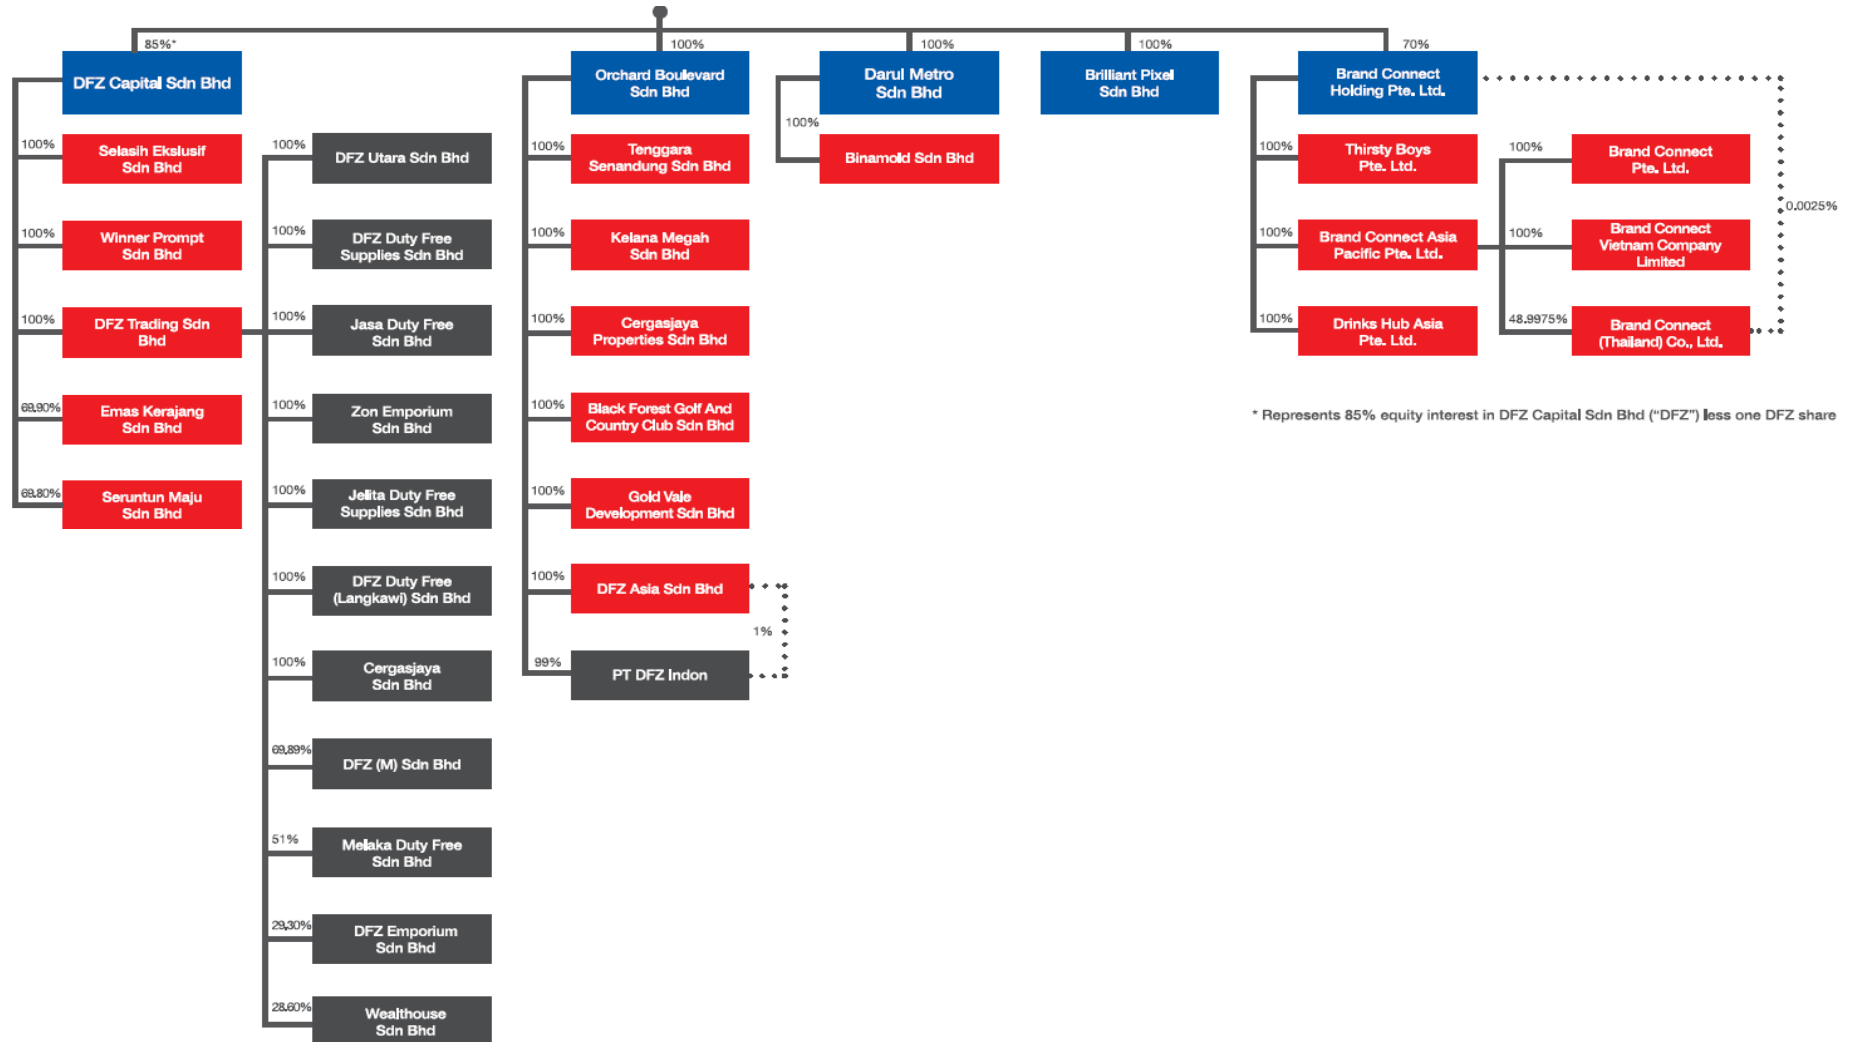 85%*
100%
100%
100%
70%
DFZ Capital Sdn Bhd
Orchard Boulevard
Sdn Bhd
Darul Metro
Sdn Bhd
Brilliant Pixel
Sdn Bhd
Brand Connect
Holding Pte. Ltd.
100%
Selasih Ekslusif
Sdn Bhd
100%
Winner Prompt
Sdn Bhd
100%
DFZ Trading Sdn
Bhd
69.90%
Emas Kerajang
Sdn Bhd
69.80%
Seruntun Maju
Sdn Bhd
100%
DFZ Utara Sdn Bhd
100%
DFZ Duty Free
Supplies Sdn Bhd
100%
Jasa Duty Free
Sdn Bhd
100%
Zon Emporium
Sdn Bhd
100%
Jelita Duty Free
Supplies Sdn Bhd
100%
DFZ Duty Free
(Langkawi) Sdn Bhd
100%
Cergasjaya
Sdn Bhd
69.89%
DFZ (M) Sdn Bhd
51%
Melaka Duty Free
Sdn Bhd
29.30%
DFZ Emporium
Sdn Bhd
28.60%
Wealthouse
Sdn Bhd
100%
Tenggara
Senandung Sdn Bhd
100%
Kelana Megah
Sdn Bhd
100%
Cergasjaya
Properties Sdn Bhd
100%
Black Forest Golf And
Country Club Sdn Bhd
100%
Gold Vale
Development Sdn Bhd
100%
DFZ Asia Sdn Bhd
1%
99%
PT DFZ Indon
100%
Binamold Sdn Bhd
100%
Thirsty Boys
Pte. Ltd.
100%
Brand Connect Asia
Pacific Pte. Ltd.
100%
Drinks Hub Asia
Pte. Ltd.
100%
Brand Connect
Pte. Ltd.
100%
Brand Connect
Vietnam Company
Limited
48.9975%
Brand Connect
(Thailand) Co., Ltd.
0.0025%
* Represents 85% equity interest in DFZ Capital Sdn Bhd (“DFZ”) less one DFZ share